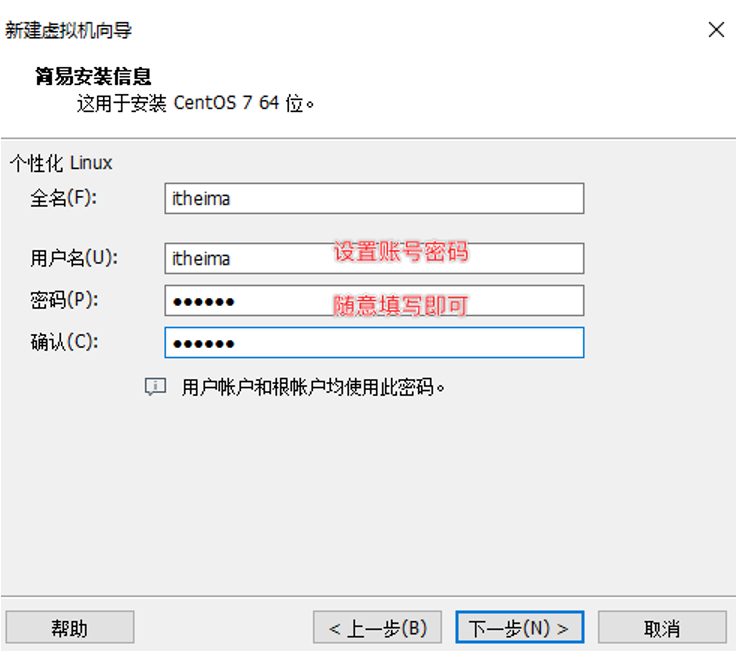 新建虚拟机向导
简易安装信息
这用于安装 CentOS 7 64 位。
个性化 Linux
全名(F): itheima
用户名(U): itheima 设置账号密码
密码(P): ●●●●●● 随意填写即可
确认(C): ●●●●●●
用户帐户和根帐户均使用此密码。
帮助 < 上一步(B) 下一步(N) > 取消